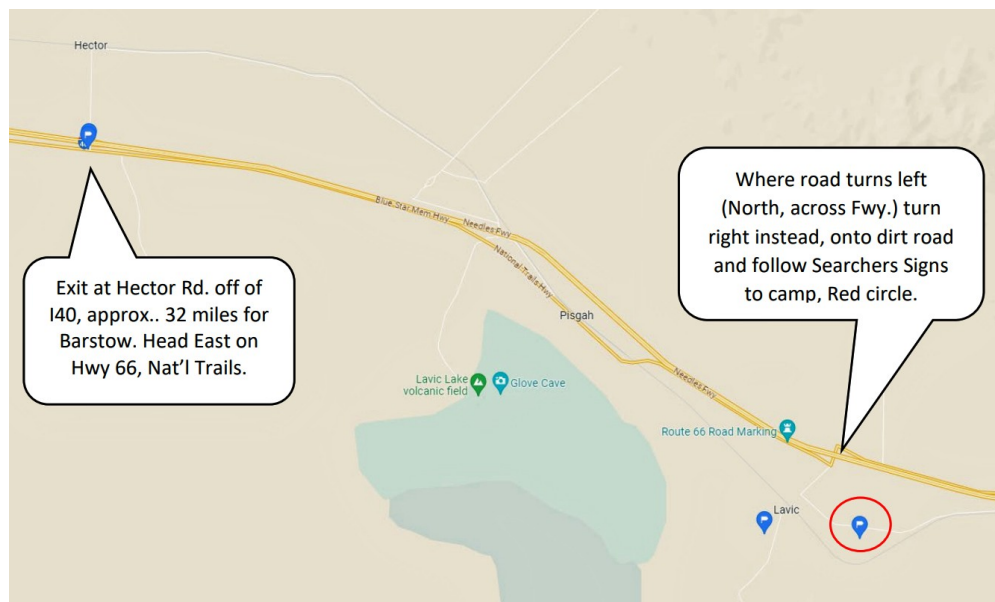 Hector
Blue Star Mem Hwy
Needles Fwy
National Trails Hwy
Where road turns left
(North, across Fwy.) turn
right instead, onto dirt road
and follow Searchers Signs
to camp, Red circle.
Exit at Hector Rd. off of
I40, approx.. 32 miles for
Barstow. Head East on
Hwy 66, Nat’l Trails.
Pisgah
Lavic Lake
volcanic field
Glove Cave
Needles Fwy
Route 66 Road Marking
Lavic